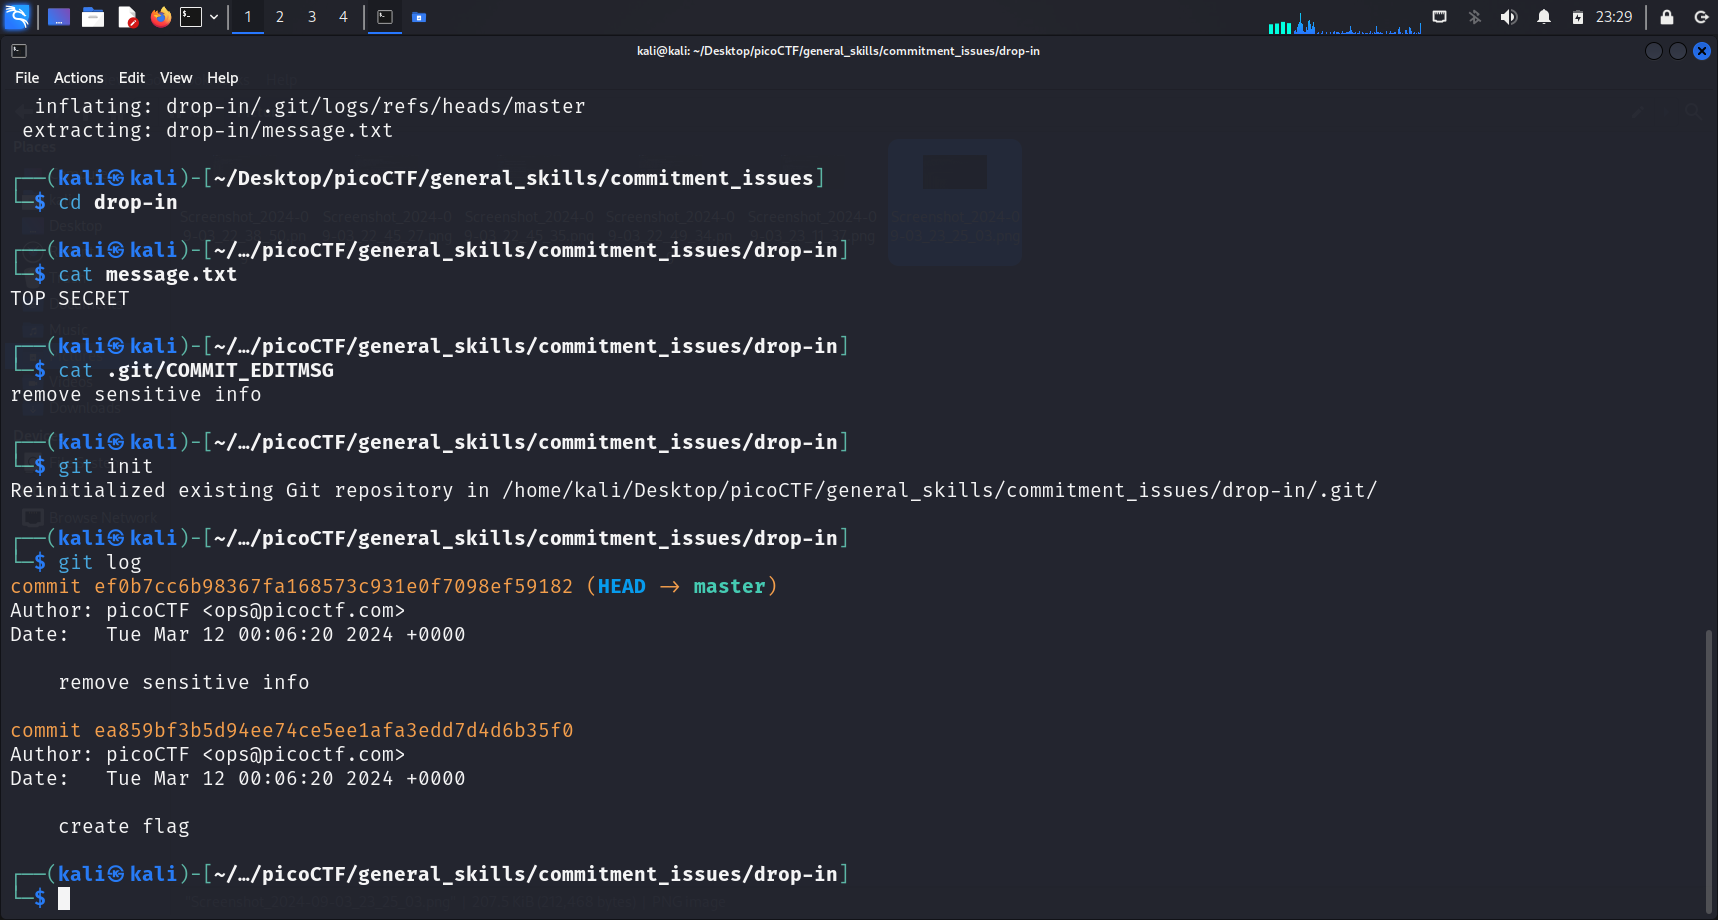 1 2 3 4 23:29
kali@kali: ~/Desktop/picoCTF/general_skills/commitment_issues/drop-in
File Actions Edit View Help
inflating: drop-in/.git/logs/refs/heads/master
extracting: drop-in/message.txt
┌──(kali㉿kali)-[~/Desktop/picoCTF/general_skills/commitment_issues]
└─$ cd drop-in
┌──(kali㉿kali)-[~/…/picoCTF/general_skills/commitment_issues/drop-in]
└─$ cat message.txt
TOP SECRET
┌──(kali㉿kali)-[~/…/picoCTF/general_skills/commitment_issues/drop-in]
└─$ cat .git/COMMIT_EDITMSG
remove sensitive info
┌──(kali㉿kali)-[~/…/picoCTF/general_skills/commitment_issues/drop-in]
└─$ git init
Reinitialized existing Git repository in /home/kali/Desktop/picoCTF/general_skills/commitment_issues/drop-in/.git/
┌──(kali㉿kali)-[~/…/picoCTF/general_skills/commitment_issues/drop-in]
└─$ git log
commit ef0b7cc6b98367fa168573c931e0f7098ef59182 (HEAD -> master)
Author: picoCTF <ops@picoctf.com>
Date:   Tue Mar 12 00:06:20 2024 +0000
remove sensitive info
commit ea859bf3b5d94ee74ce5ee1afa3edd7d4d6b35f0
Author: picoCTF <ops@picoctf.com>
Date:   Tue Mar 12 00:06:20 2024 +0000
create flag
┌──(kali㉿kali)-[~/…/picoCTF/general_skills/commitment_issues/drop-in]
└─$